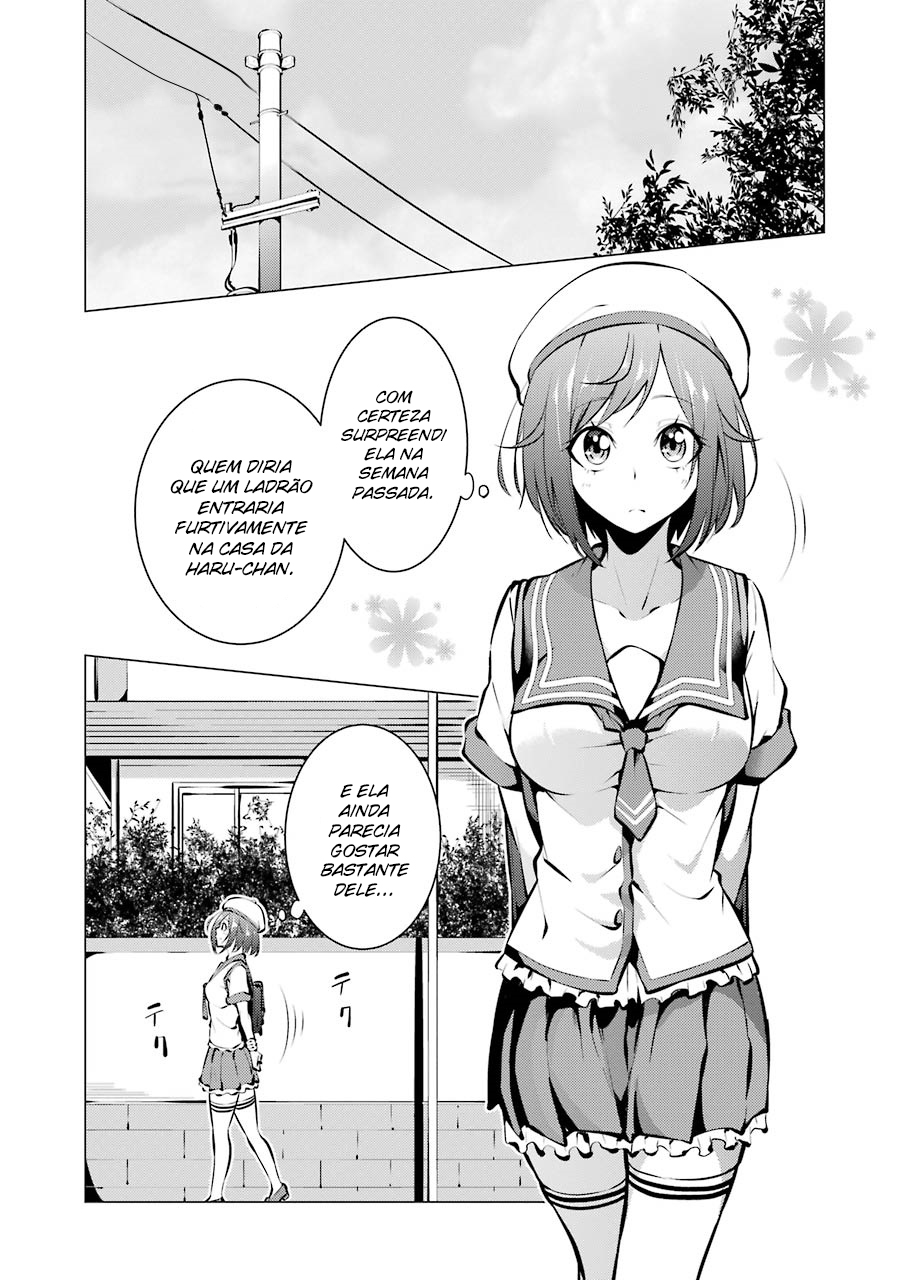 COM
CERTEZA
SURPREENDI
ELA NA
SEMANA
PASSADA.
QUEM DIRIA
QUE UM LADRÃO
ENTRARIA
FURTIVAMENTE
NA CASA DA
HARU-CHAN.
E ELA
AINDA
PARECIA
GOSTAR
BASTANTE
DELE...
テク
テク